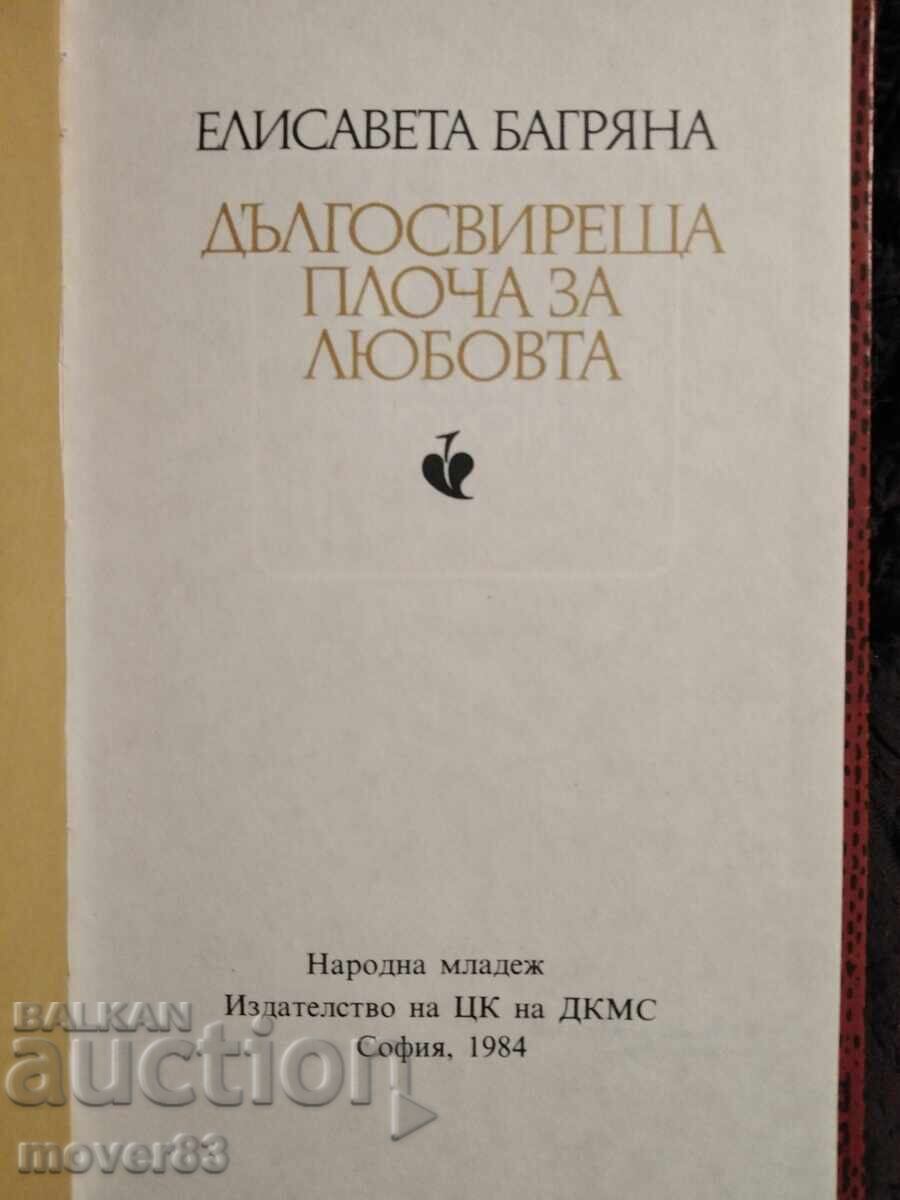 ЕЛИСАВЕТА БАГРЯНА
ДЪЛГОСВИРЕЩА
ПЛОЧА ЗА
ЛЮБОВТА
Народна младеж
Издателство на ЦК на ДКМС
София, 1984
BALKAN
auction
mover83